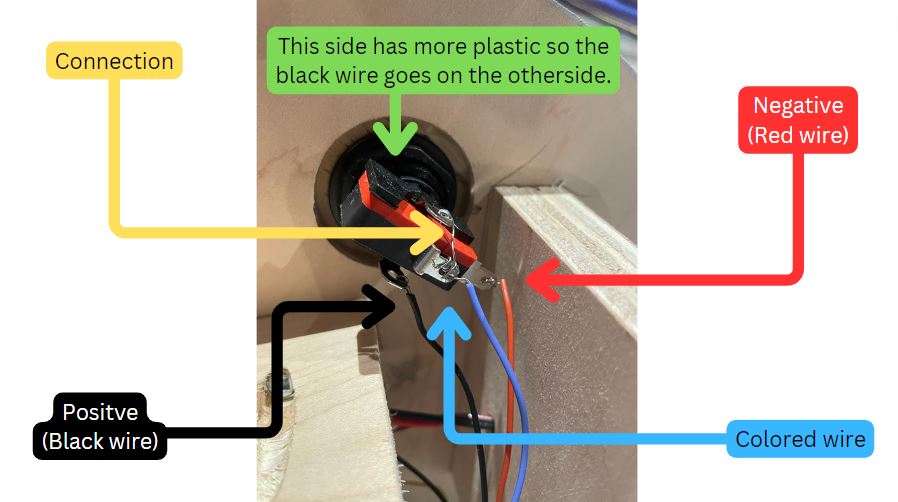 Connection
This side has more plastic so the
black wire goes on the otherside.
Negative
(Red wire)
Positve
(Black wire)
Colored wire